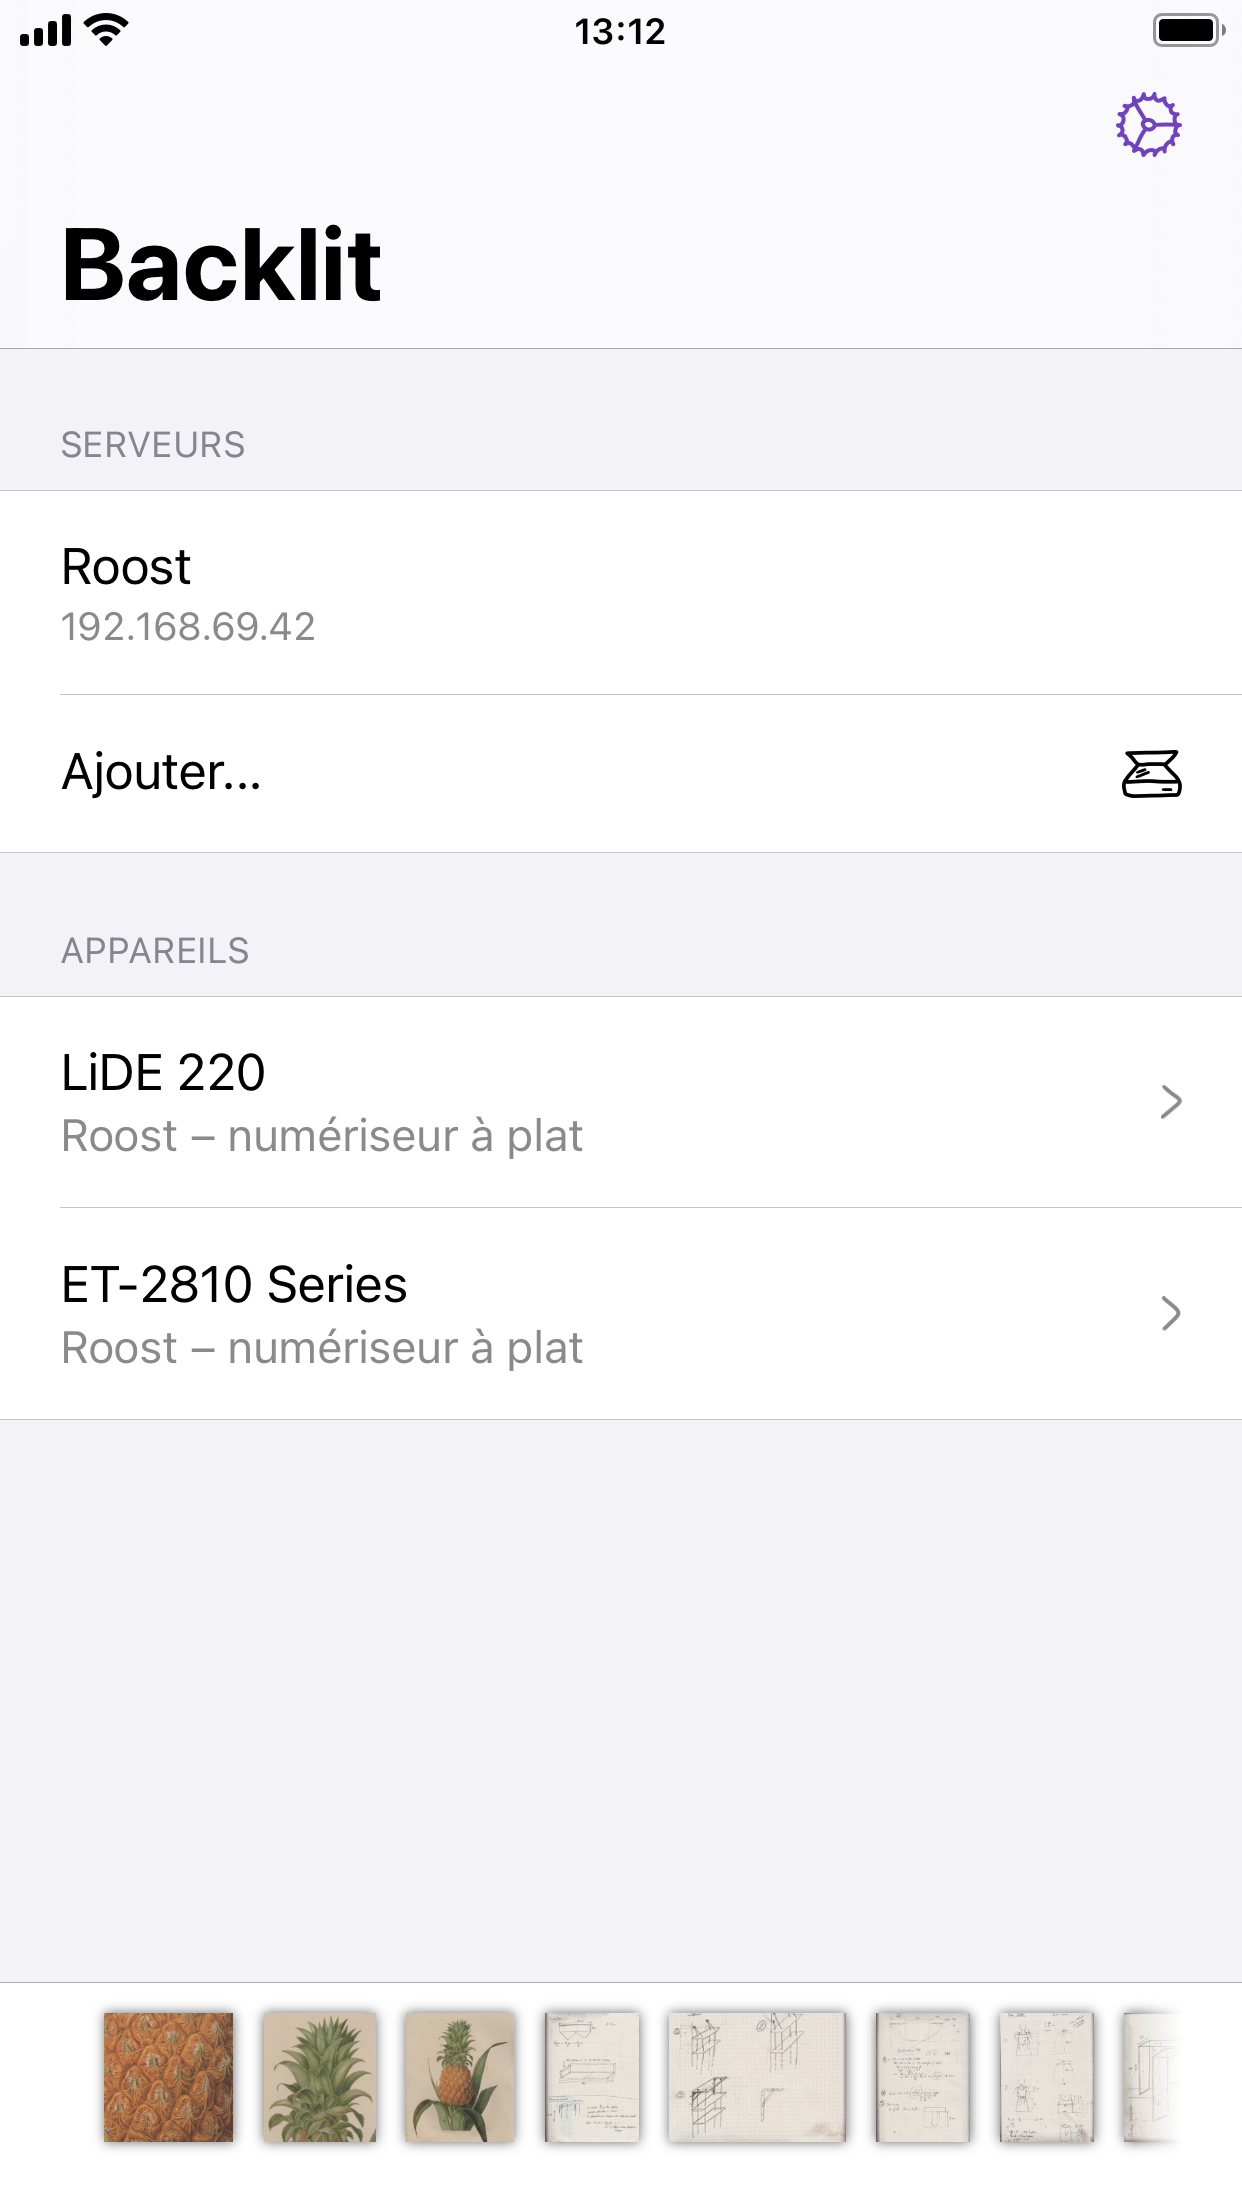 13:12
Backlit
SERVEURS
Roost
192.168.69.42
Ajouter...
APPAREILS
LiDE 220
Roost – numériseur à plat
ET-2810 Series
Roost – numériseur à plat